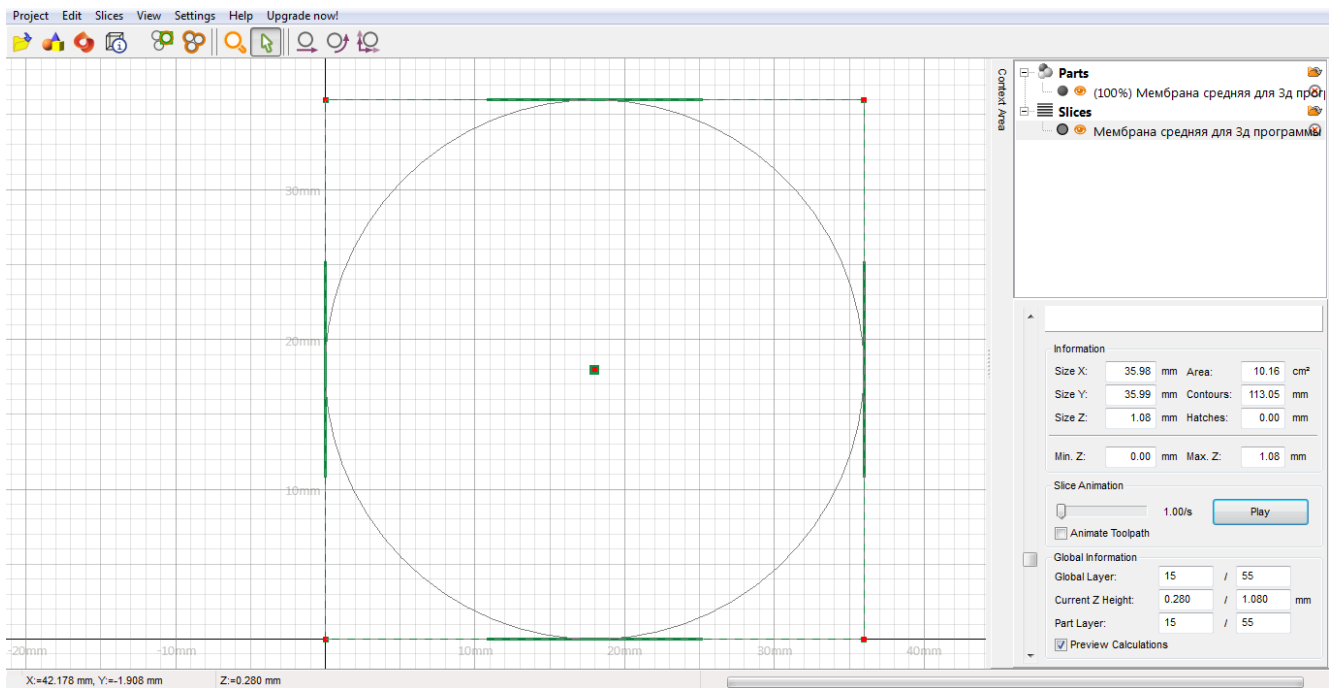 Project Edit Slices View Settings Help Upgrade now!
Context Area
Parts
(100%) Мембрана средняя для 3д прог
Slices
Мембрана средняя для 3д программы
30mm
20mm
10mm
-20mm -10mm 10mm 20mm 30mm 40mm
Information
Size X: 35.98 mm Area: 10.16 cm²
Size Y: 35.99 mm Contours: 113.05 mm
Size Z: 1.08 mm Hatches: 0.00 mm
Min. Z: 0.00 mm Max. Z: 1.08 mm
Slice Animation
1.00/s Play
Animate Toolpath
Global Information
Global Layer: 15 / 55
Current Z Height: 0.280 / 1.080 mm
Part Layer: 15 / 55
Preview Calculations
X:=42.178 mm, Y:=-1.908 mm Z:=0.280 mm